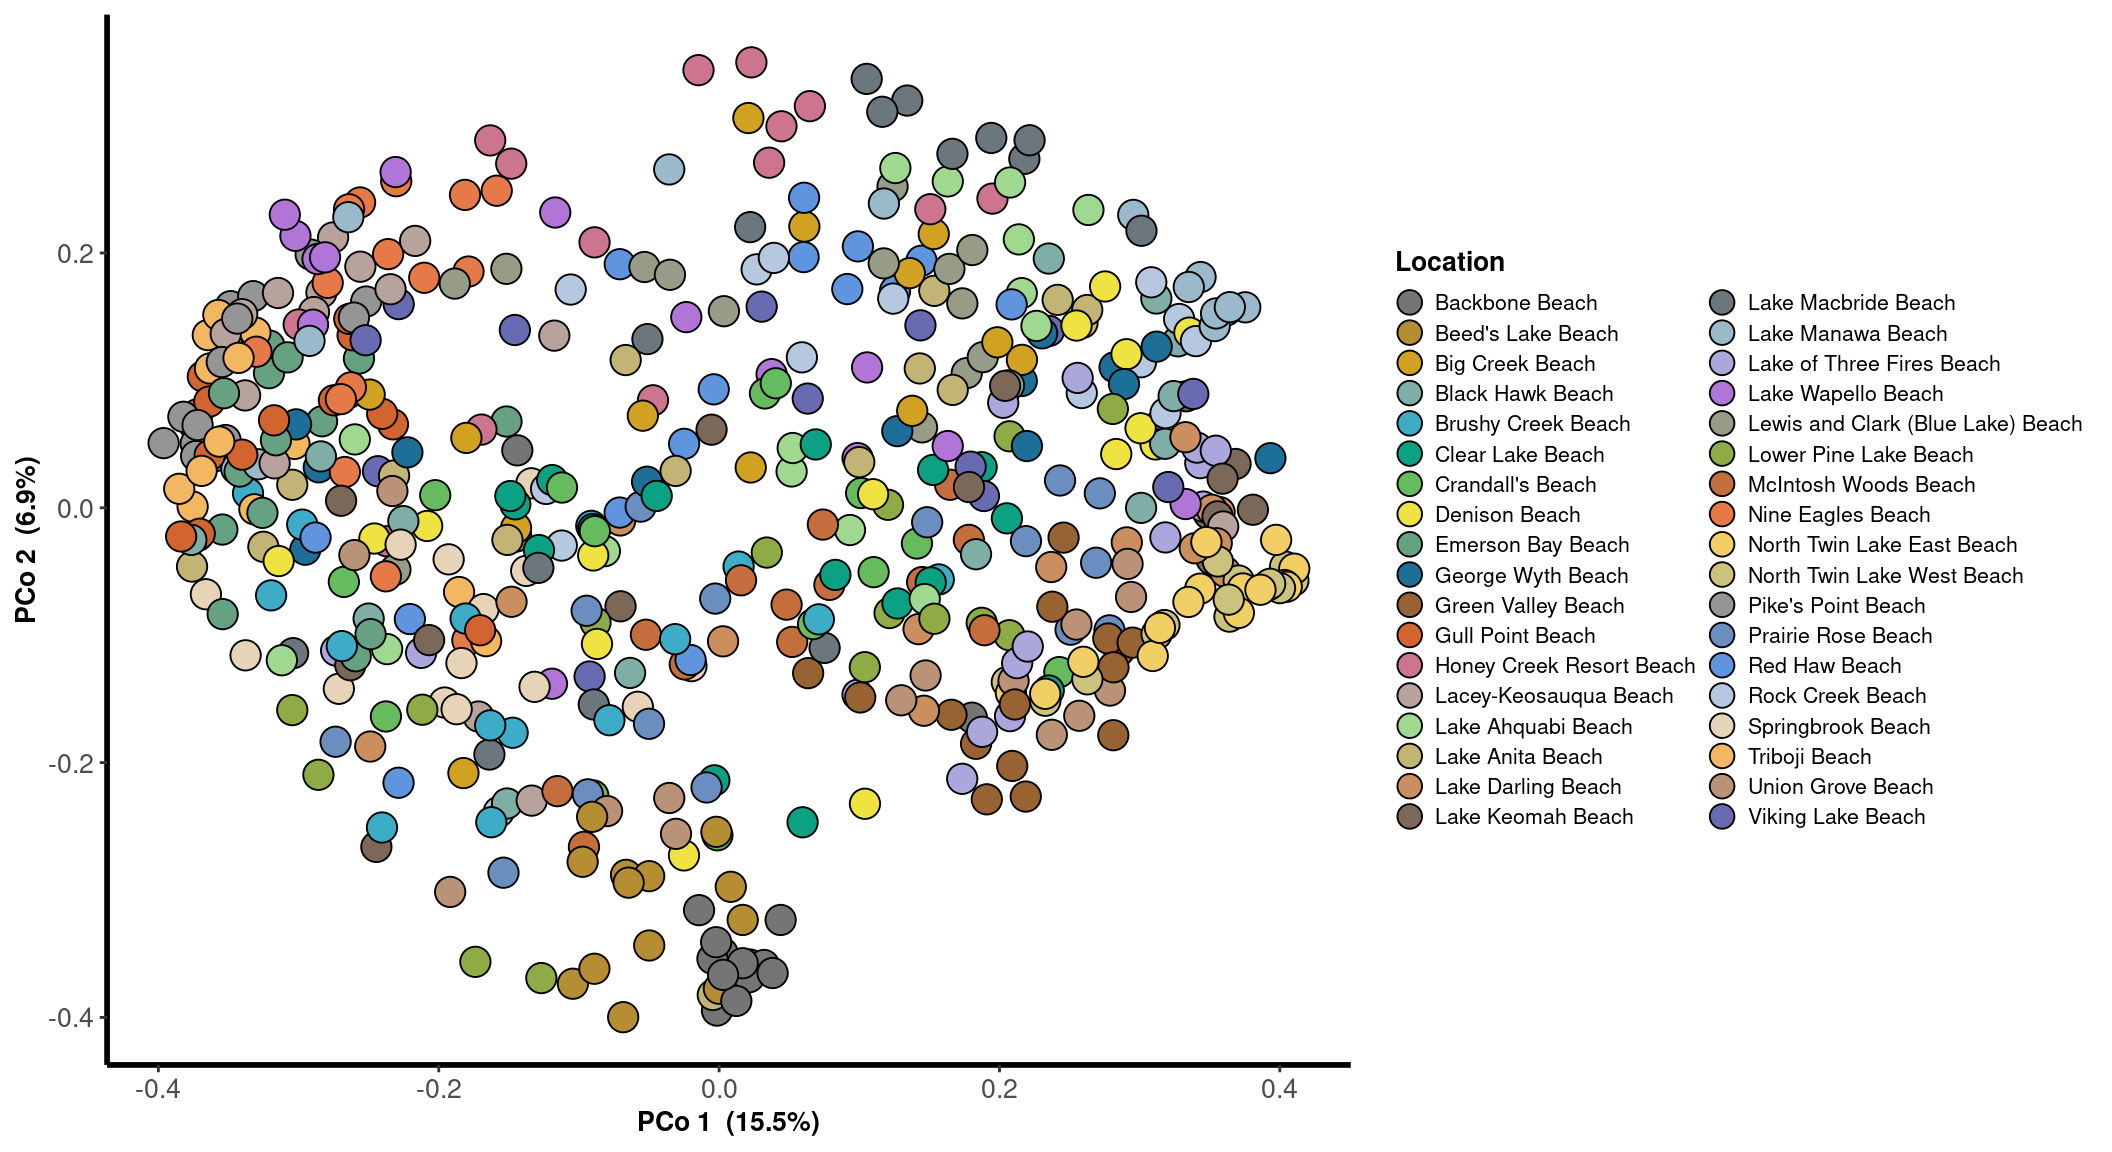 0.2
0.0
-0.2
-0.4
PCo 2 (6.9%)
-0.4
-0.2
0.0
0.2
0.4
PCo 1 (15.5%)
Location
Backbone Beach
Beed's Lake Beach
Big Creek Beach
Black Hawk Beach
Brushy Creek Beach
Clear Lake Beach
Crandall's Beach
Denison Beach
Emerson Bay Beach
George Wyth Beach
Green Valley Beach
Gull Point Beach
Honey Creek Resort Beach
Lacey-Keosauqua Beach
Lake Ahquabi Beach
Lake Anita Beach
Lake Darling Beach
Lake Keomah Beach
Lake Macbride Beach
Lake Manawa Beach
Lake of Three Fires Beach
Lake Wapello Beach
Lewis and Clark (Blue Lake) Beach
Lower Pine Lake Beach
McIntosh Woods Beach
Nine Eagles Beach
North Twin Lake East Beach
North Twin Lake West Beach
Pike's Point Beach
Prairie Rose Beach
Red Haw Beach
Rock Creek Beach
Springbrook Beach
Triboji Beach
Union Grove Beach
Viking Lake Beach